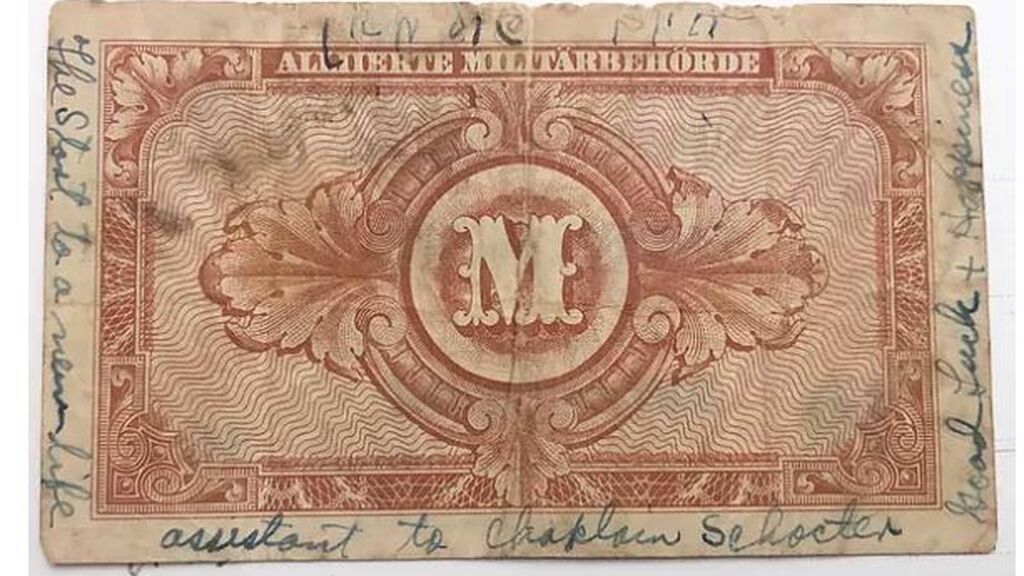 ALLIIERTE MILITÄRBEHÖRDE
The Start to a new life
M
Good Luck + Happiness
assistant to Chaplain Schacter